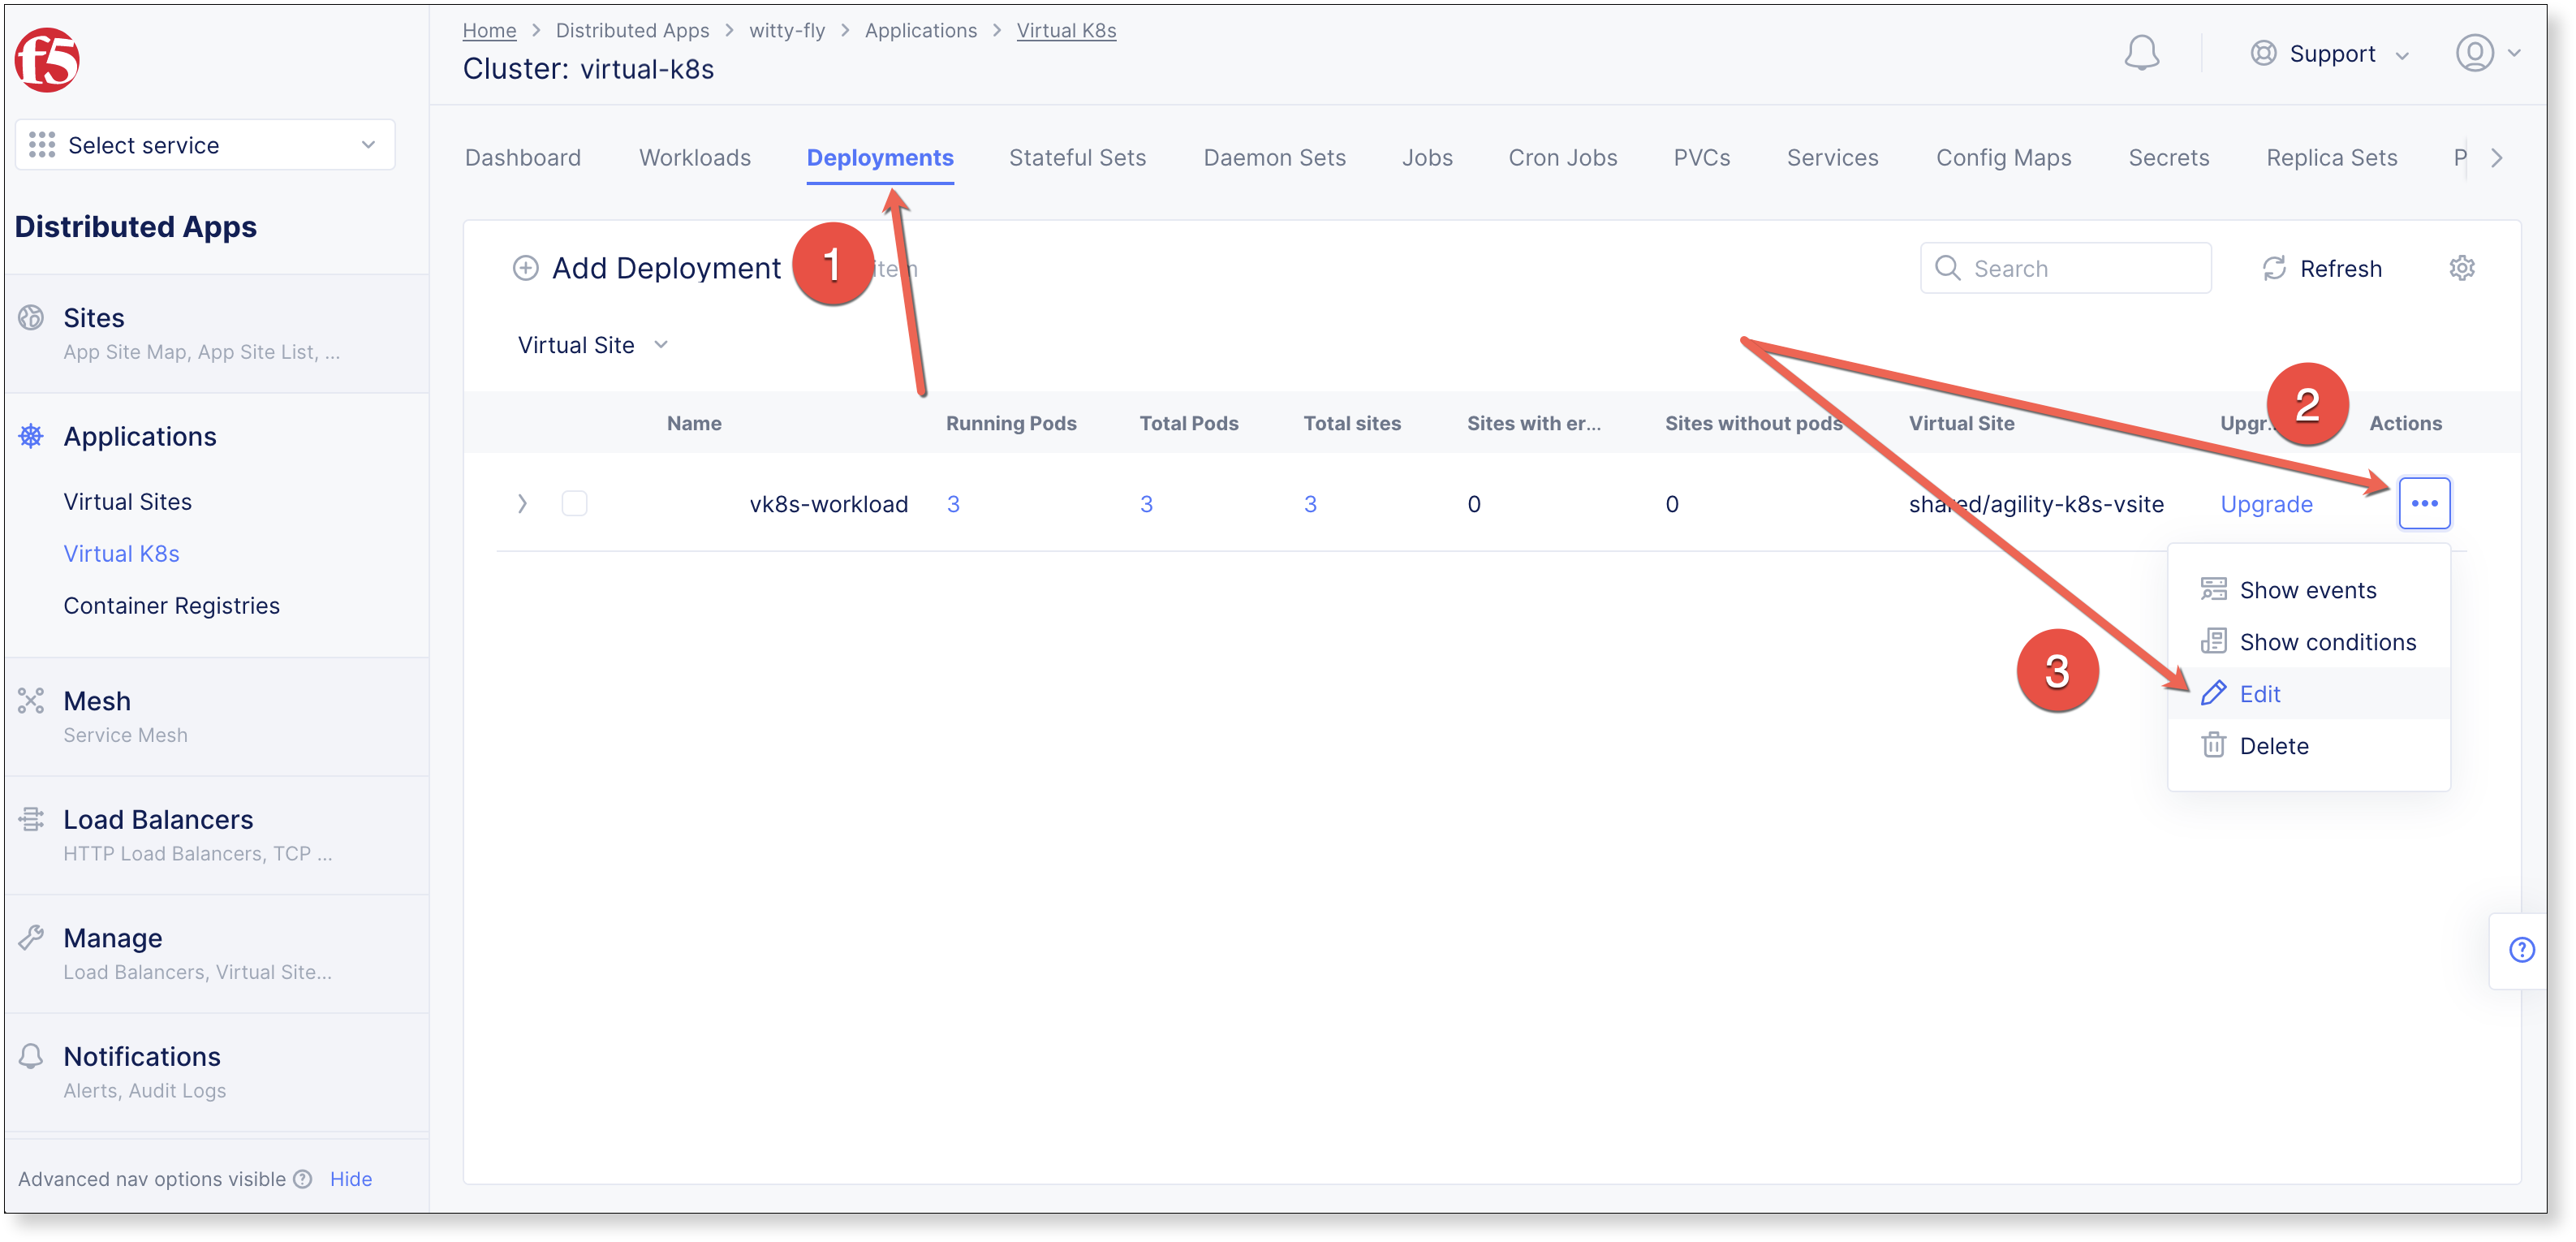 f5
Home > Distributed Apps > witty-fly > Applications > Virtual K8s
Cluster: virtual-k8s
Support
Select service
Distributed Apps
Sites
App Site Map, App Site List, ...
Applications
Virtual Sites
Virtual K8s
Container Registries
Mesh
Service Mesh
Load Balancers
HTTP Load Balancers, TCP ...
Manage
Load Balancers, Virtual Site...
Notifications
Alerts, Audit Logs
Advanced nav options visible ? Hide
Dashboard Workloads Deployments Stateful Sets Daemon Sets Jobs Cron Jobs PVCs Services Config Maps Secrets Replica Sets P
Add Deployment 1 item
Search Refresh
Virtual Site
Name Running Pods Total Pods Total sites Sites with er... Sites without pods Virtual Site Upgr... 2 Actions
vk8s-workload 3 3 3 0 0 shared/agility-k8s-vsite Upgrade
Show events
Show conditions
3
Edit
Delete
?